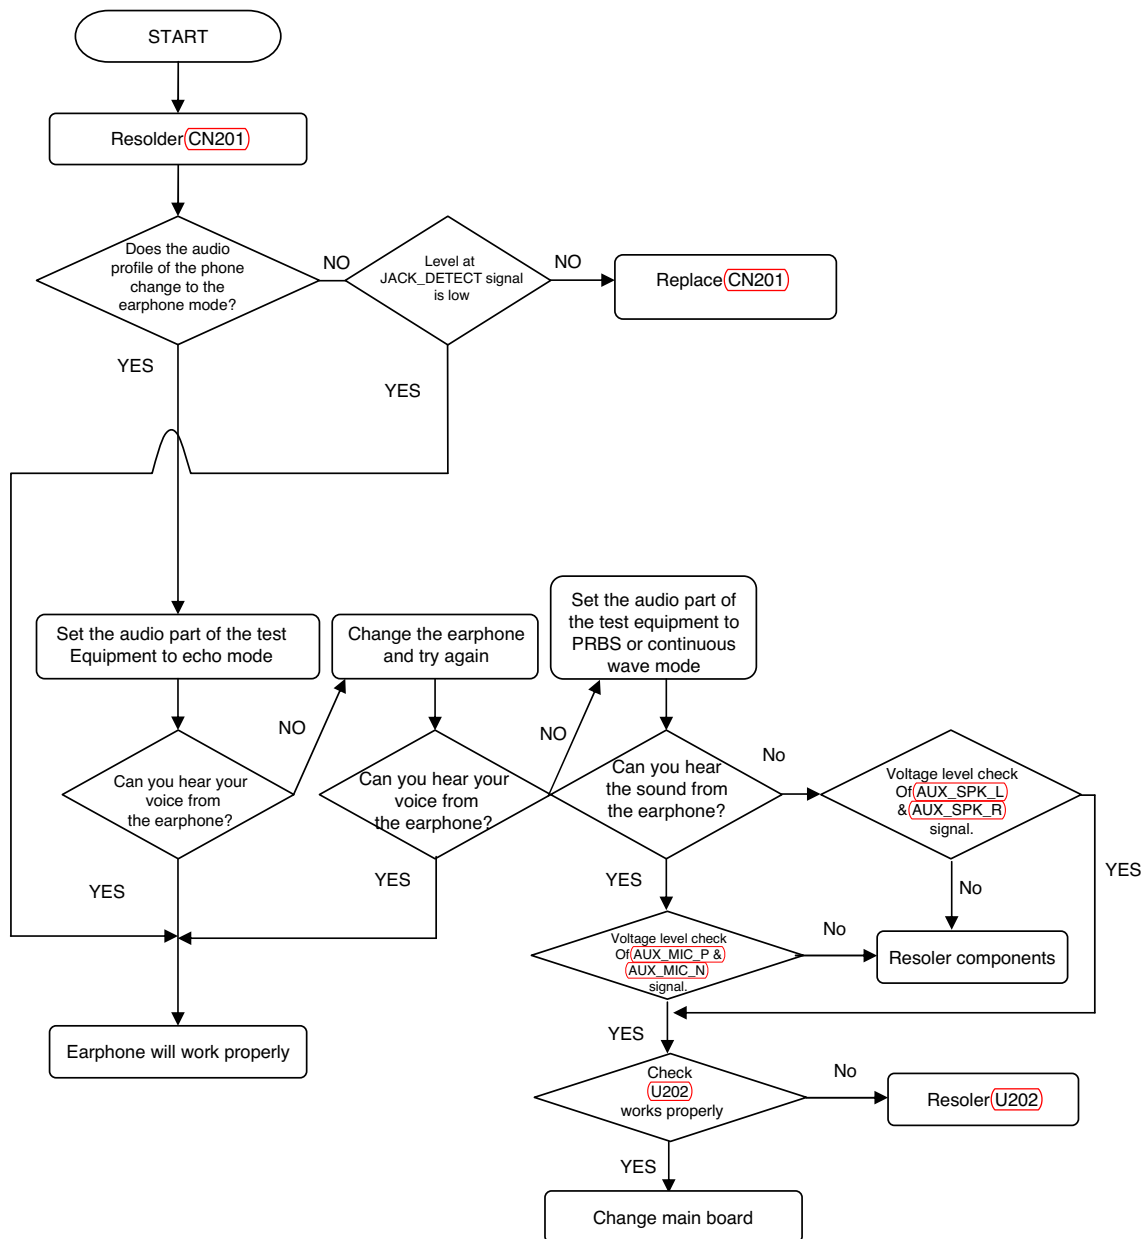 START
Resolder CN201
Does the audio
profile of the phone
change to the
earphone mode?
NO
Level at
JACK_DETECT signal
is low
NO
Replace CN201
YES
YES
Set the audio part of the test
Equipment to echo mode
Change the earphone
and try again
Set the audio part of
the test equipment to
PRBS or continuous
wave mode
NO
NO
No
Can you hear your
voice from
the earphone?
Can you hear your
voice from
the earphone?
Can you hear
the sound from
the earphone?
Voltage level check
Of AUX_SPK_L
& AUX_SPK_R
signal.
YES
YES
YES
YES
No
Voltage level check
Of AUX_MIC_P &
AUX_MIC_N
signal.
No
Resoler components
Earphone will work properly
YES
Check
U202
works properly
No
Resoler U202
YES
Change main board